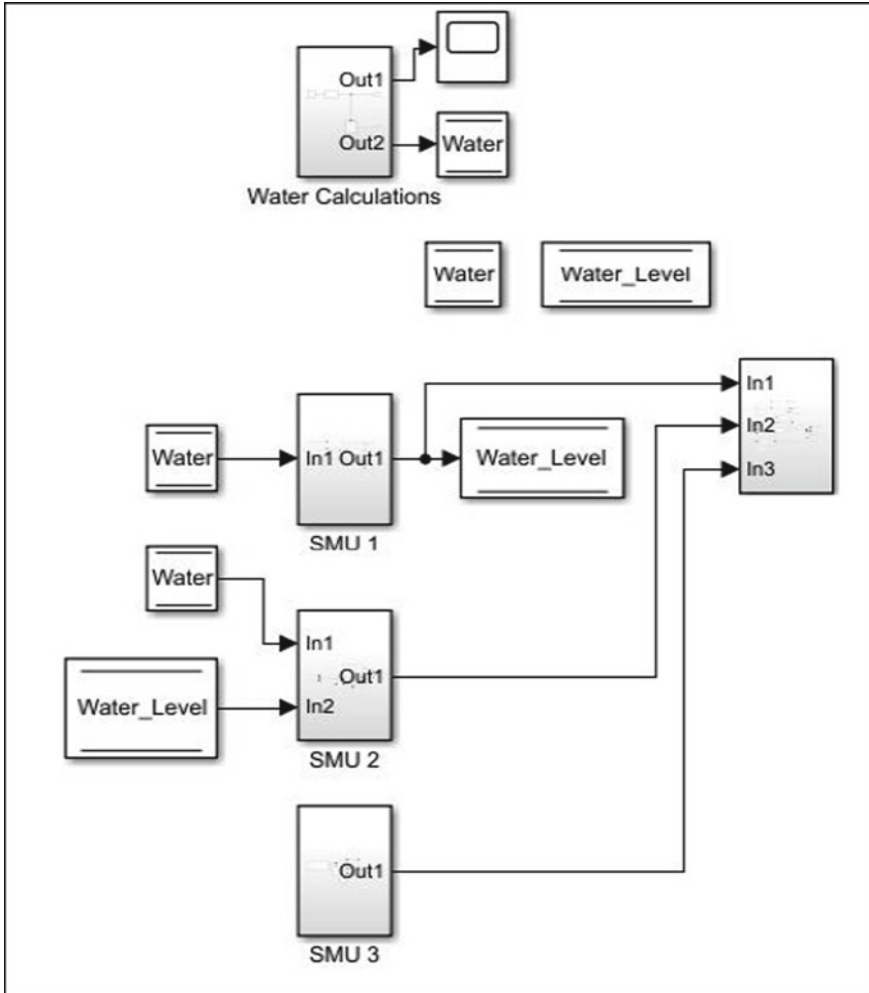 Out1
Out2
Water
Water Calculations
Water
Water_Level
In1
In2
In3
Water
In1 Out1
Water_Level
SMU 1
Water
In1
Out1
Water_Level
In2
SMU 2
Out1
SMU 3